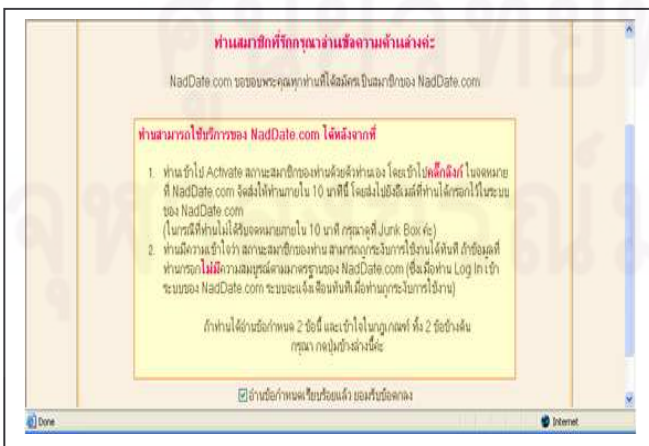 ท่านสมาชิกที่รักกรุณาอ่านข้อความด้านล่างค่ะ
NadDate.com ขอขอบพระคุณทุกท่านที่ได้สมัครเป็นสมาชิกของ NadDate.com
ท่านสามารถใช้บริการของ NadDate.com ได้หลังจากที่
1. ท่านเข้าไป Activate สถานะสมาชิกของท่านด้วยตัวท่านเอง โดยเข้าไปคลิ๊กลิงก์ ในจดหมาย
ที่ NadDate.com จัดส่งให้ท่านภายใน 10 นาทีนี้ โดยส่งไปยังอีเมล์ที่ท่านได้กรอกไว้ในระบบ
ของ NadDate.com
(ในกรณีที่ท่านไม่ได้รับจดหมายภายใน 10 นาที กรุณาดูที่ Junk Box ค่ะ)
2. ท่านมีความเข้าใจว่า สถานะสมาชิกของท่าน สามารถถูกระงับการใช้งานได้ทันที ถ้าข้อมูลที่
ท่านกรอกไม่มีความสมบูรณ์ตามมาตรฐานของ NadDate.com (ซึ่งเมื่อท่าน Log In เข้า
ระบบของ NadDate.com ระบบจะแจ้งเตือนทันทีเมื่อท่านถูกระงับการใช้งาน)
ถ้าท่านได้อ่านข้อกำหนด 2 ข้อนี้ และเข้าใจในกฎเกณฑ์ ทั้ง 2 ข้อข้างต้น
กรุณา กดปุ่มข้างล่างนี้ค่ะ
อ่านข้อกำหนดเรียบร้อยแล้ว ยอมรับข้อตกลง
Done
Internet